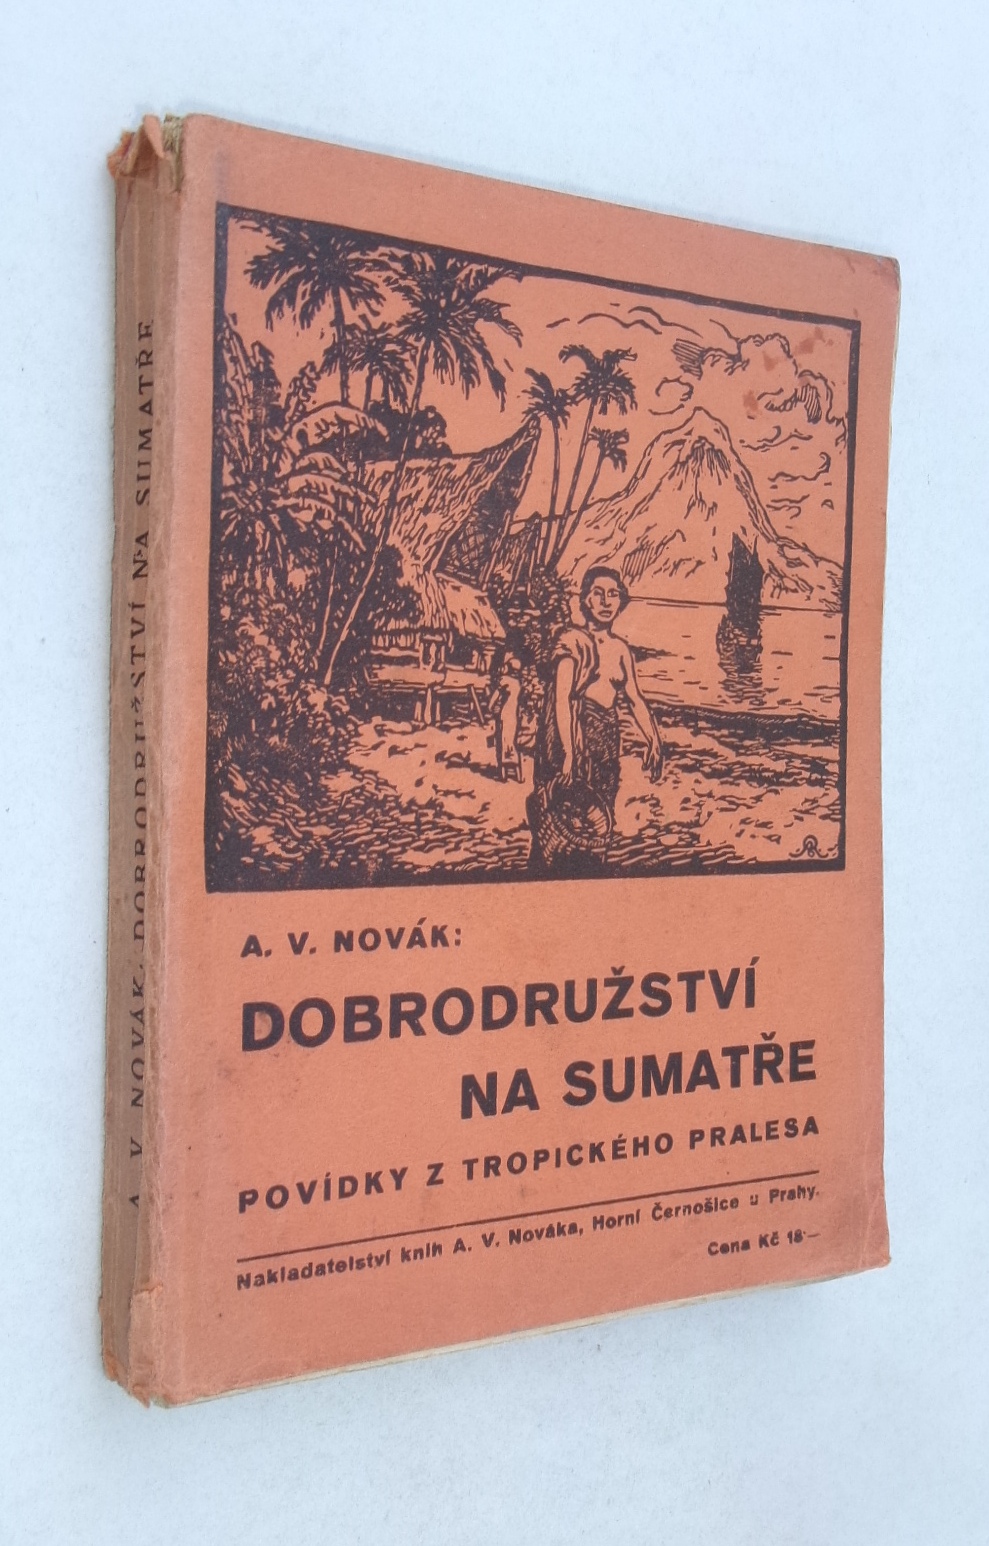 A. V. NOVÁK: DOBRODRUŽSTVÍ NA SUMATŘE
A. V. NOVÁK:
DOBRODRUŽSTVÍ
NA SUMATŘE
POVÍDKY Z TROPICKÉHO PRALESA
Nakladatelství knih A. V. Nováka, Horní Černošice u Prahy.
Cena Kč 18·—